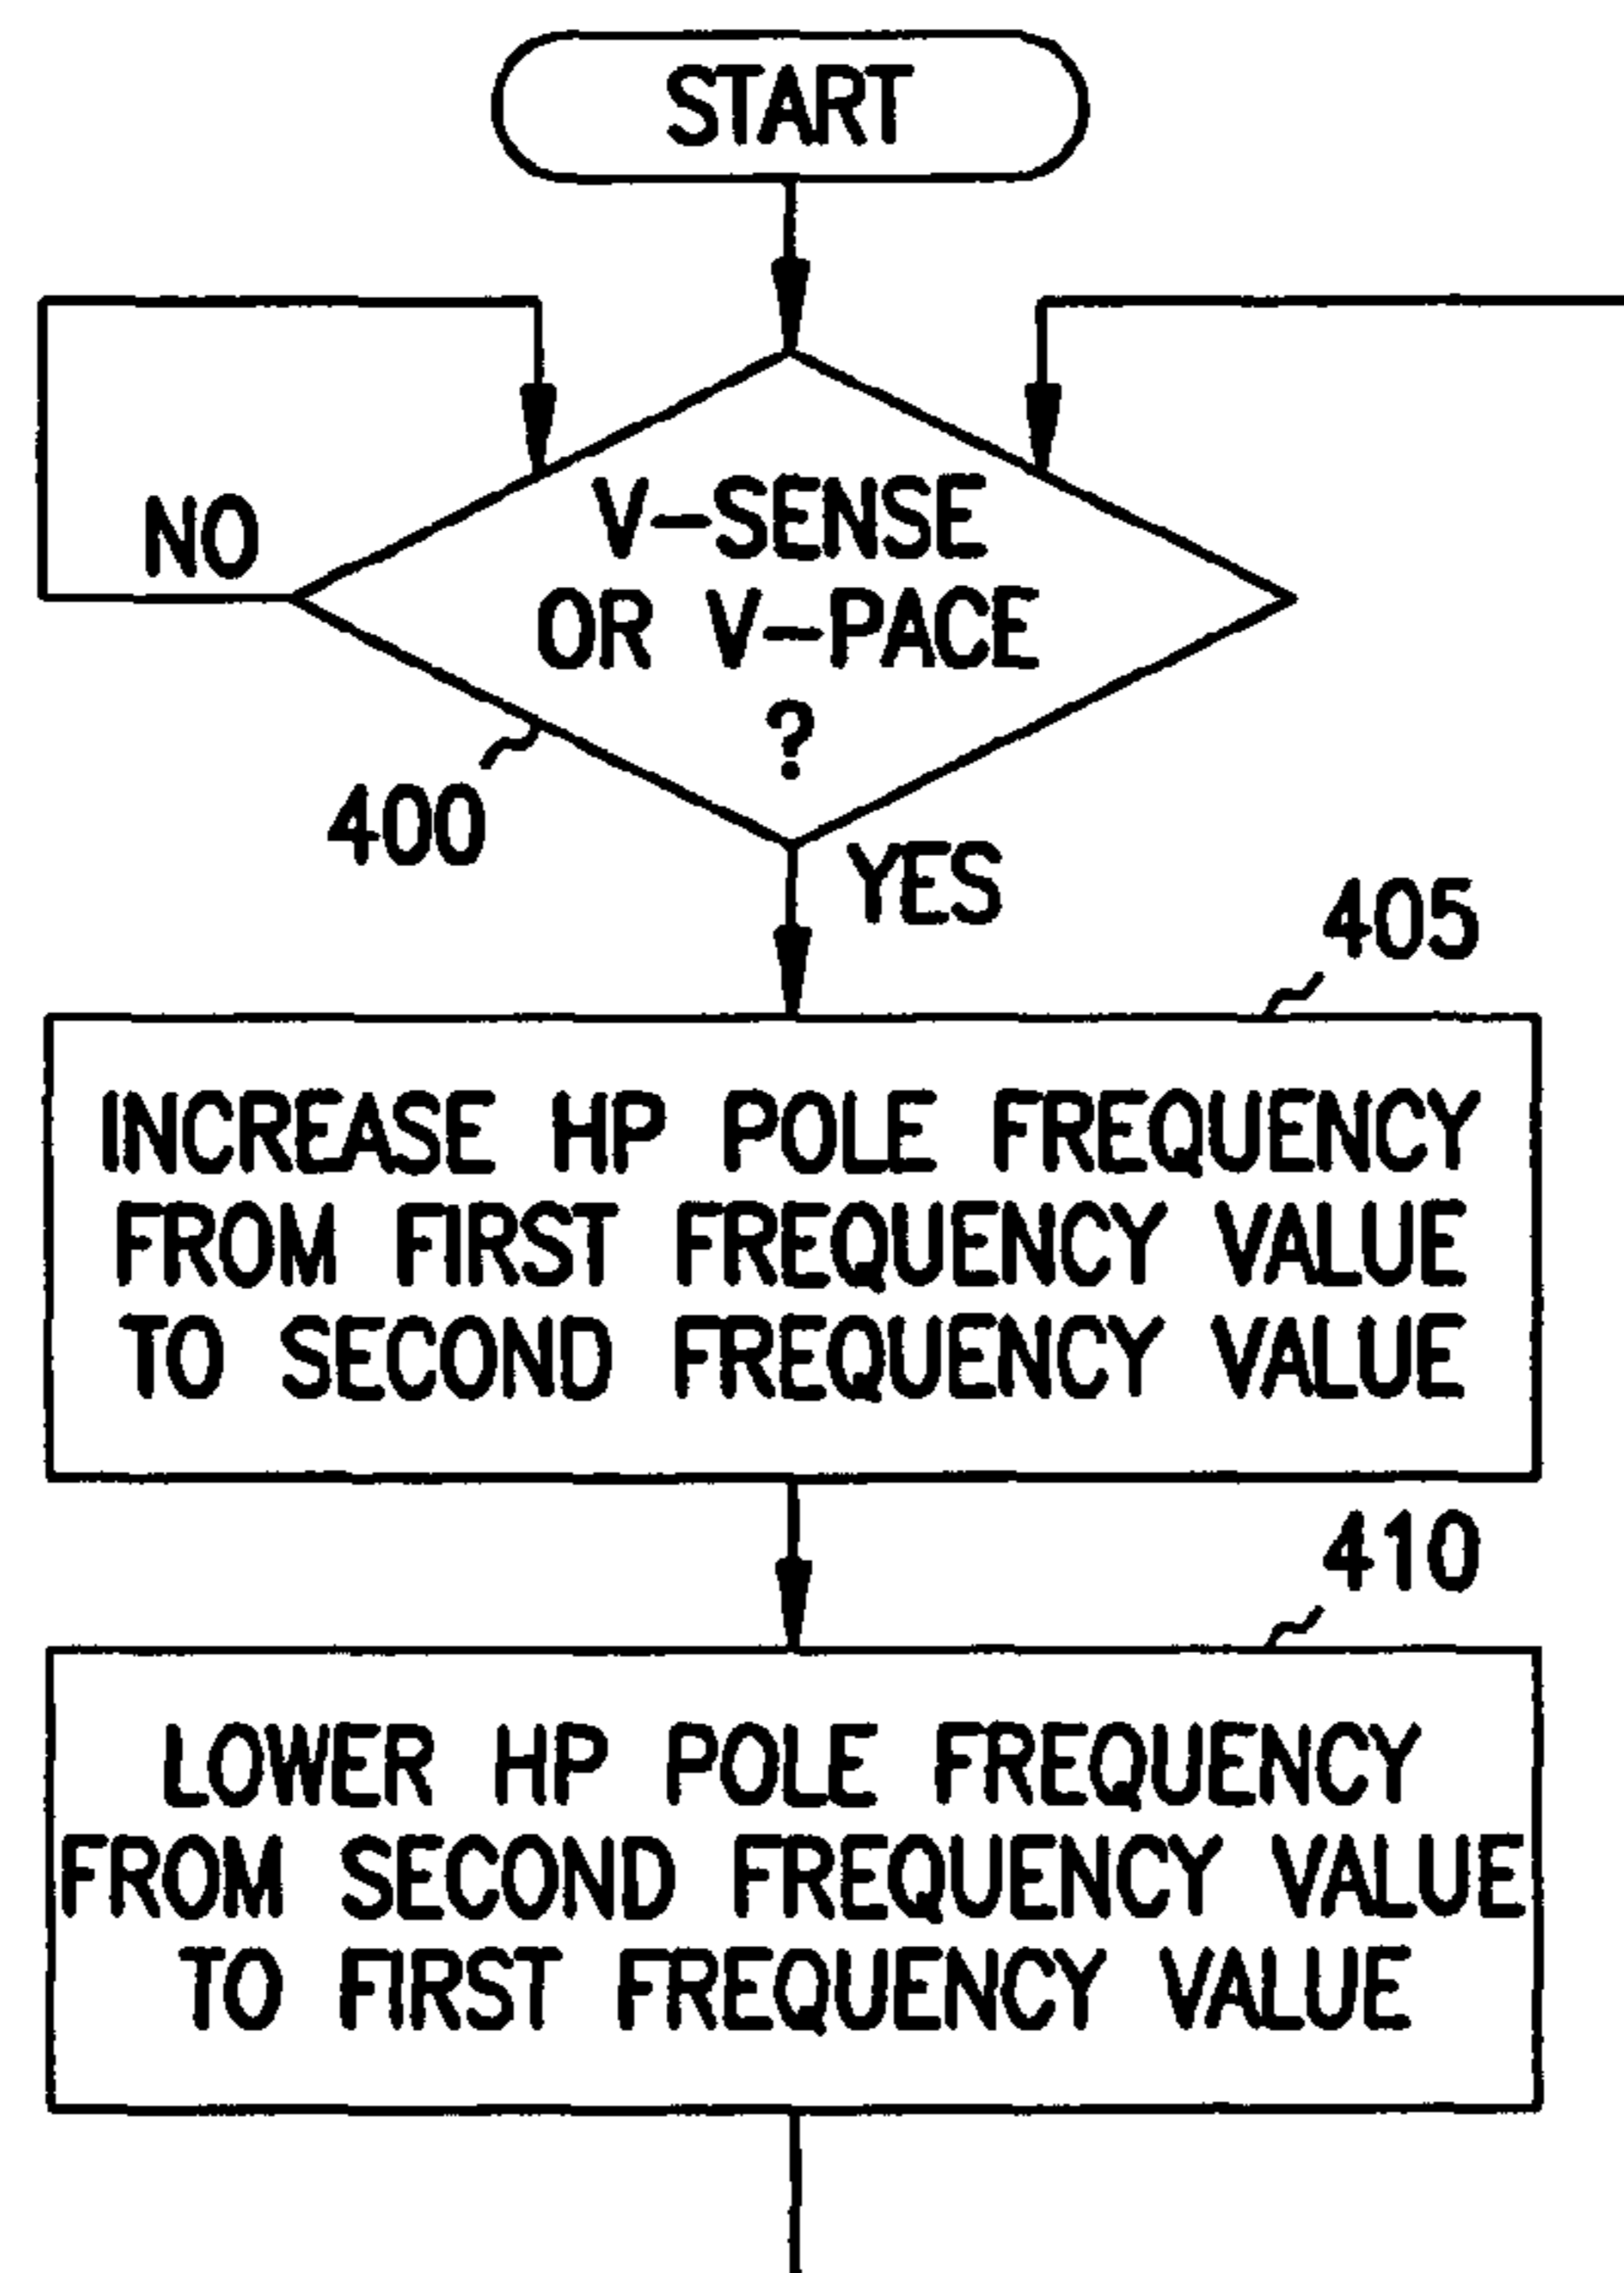 START
NO
V-SENSE
OR V-PACE
?
400
YES
405
INCREASE HP POLE FREQUENCY
FROM FIRST FREQUENCY VALUE
TO SECOND FREQUENCY VALUE
410
LOWER HP POLE FREQUENCY
FROM SECOND FREQUENCY VALUE
TO FIRST FREQUENCY VALUE